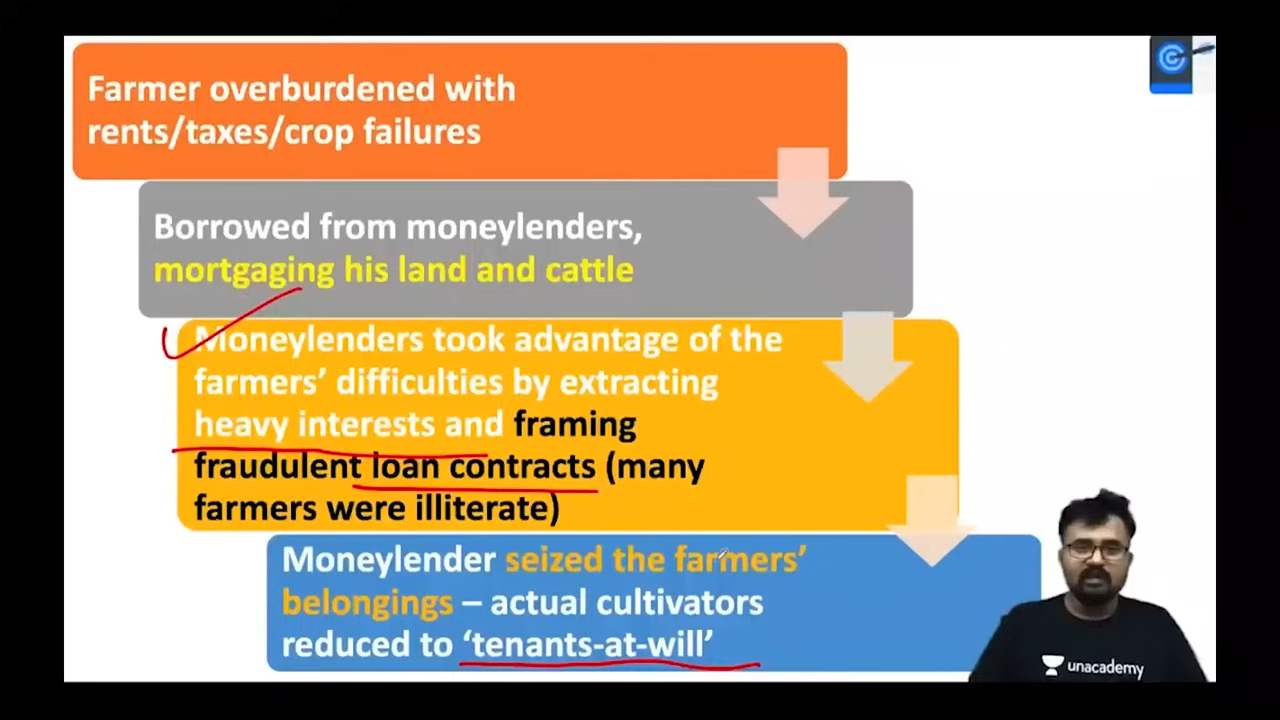 Farmer overburdened with
rents/taxes/crop failures
Borrowed from moneylenders,
mortgaging his land and cattle
Moneylenders took advantage of the
farmers’ difficulties by extracting
heavy interests and framing
fraudulent loan contracts (many
farmers were illiterate)
Moneylender seized the farmers’
belongings – actual cultivators
reduced to ‘tenants-at-will’
unacademy